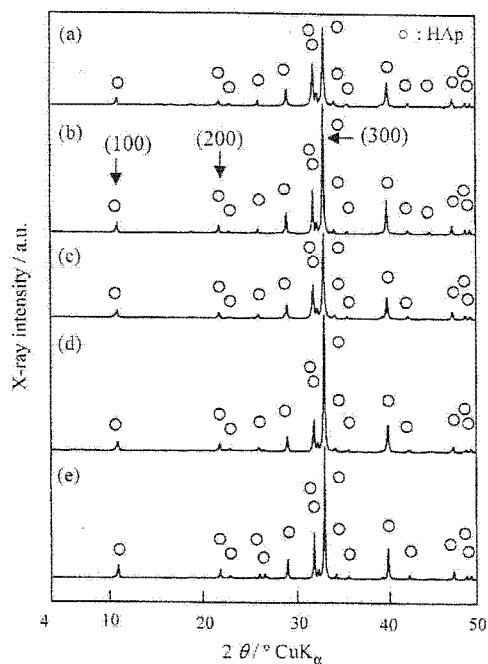 (a)
○ : HAp
(b)
(100)
(200)
(300)
(c)
(d)
(e)
X-ray intensity / a.u.
4 10 20 30 40 50
2 θ/° CuKα